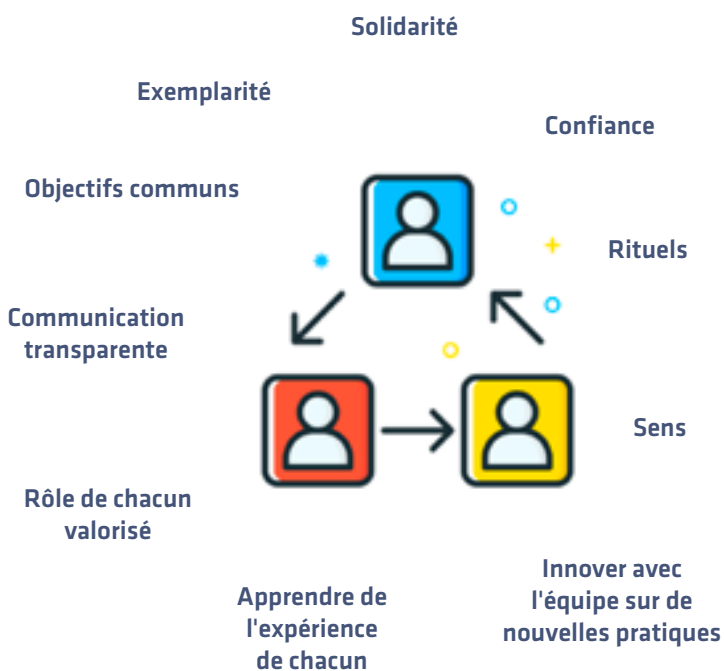 Solidarité
Exemplarité
Confiance
Objectifs communs
Rituels
Communication
transparente
Sens
Rôle de chacun
valorisé
Innover avec
l'équipe sur de
nouvelles pratiques
Apprendre de
l'expérience
de chacun